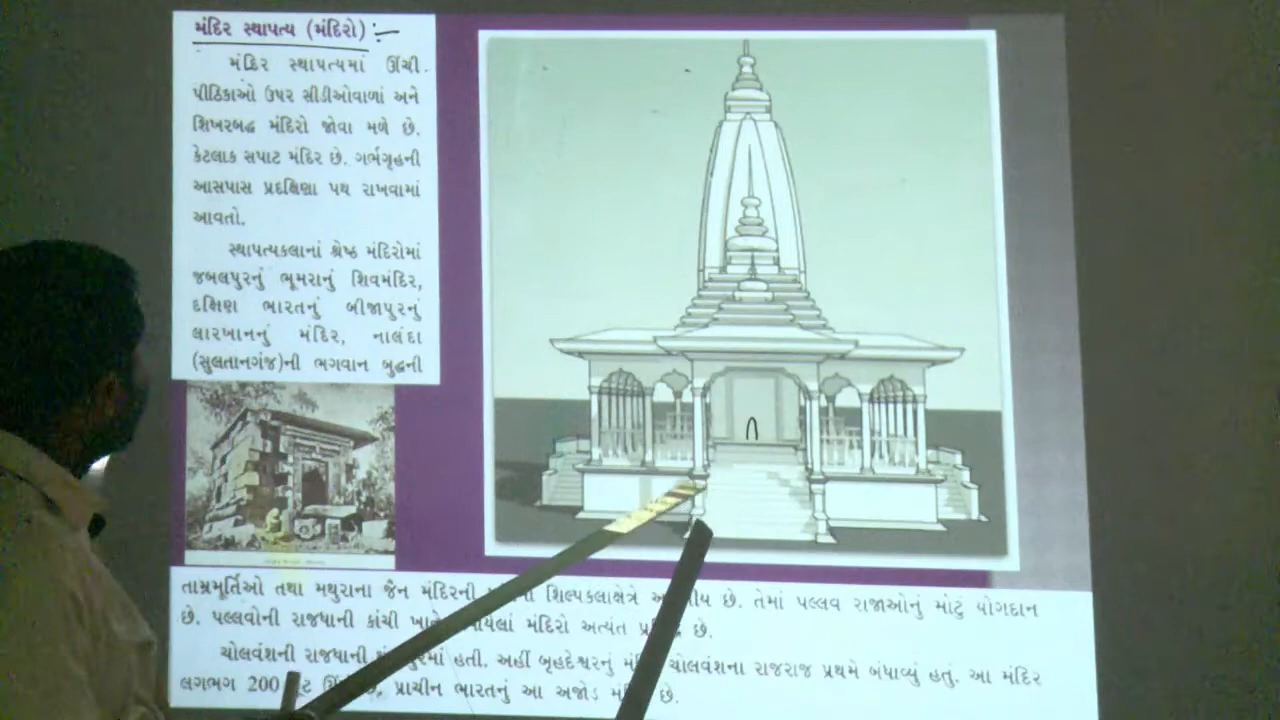 મંદિર સ્થાપત્ય (મંદિરો) :-
મંદિર સ્થાપત્યમાં ઊંચી
પીઠિકાઓ ઉપર સીડીઓવાળાં અને
શિખરબદ્ધ મંદિરો જોવા મળે છે.
કેટલાક સપાટ મંદિર છે. ગર્ભગૃહની
આસપાસ પ્રદક્ષિણા પથ રાખવામાં
આવતો.
સ્થાપત્યકલાનાં શ્રેષ્ઠ મંદિરોમાં
જબલપુરનું ભૂમરાનું શિવમંદિર,
દક્ષિણ ભારતનું બીજાપુરનું
લારખાનનું મંદિર, નાલંદા
(સુલતાનગંજ)ની ભગવાન બુદ્ધની
તામ્રમૂર્તિઓ તથા મથુરાના જૈન મંદિરની શિલ્પકલાક્ષેત્રે છે. તેમાં પલ્લવ રાજાઓનું મોટું યોગદાન
છે. પલ્લવોની રાજધાની કાંચી મંદિરો અત્યંત છે.
ચોલવંશની રાજધાની હતી. અહીં બૃહદેશ્વરનું ચોલવંશના રાજરાજ પ્રથમે બંધાવ્યું હતું. આ મંદિર
લગભગ 200 પ્રાચીન ભારતનું આ અજોડ છે.